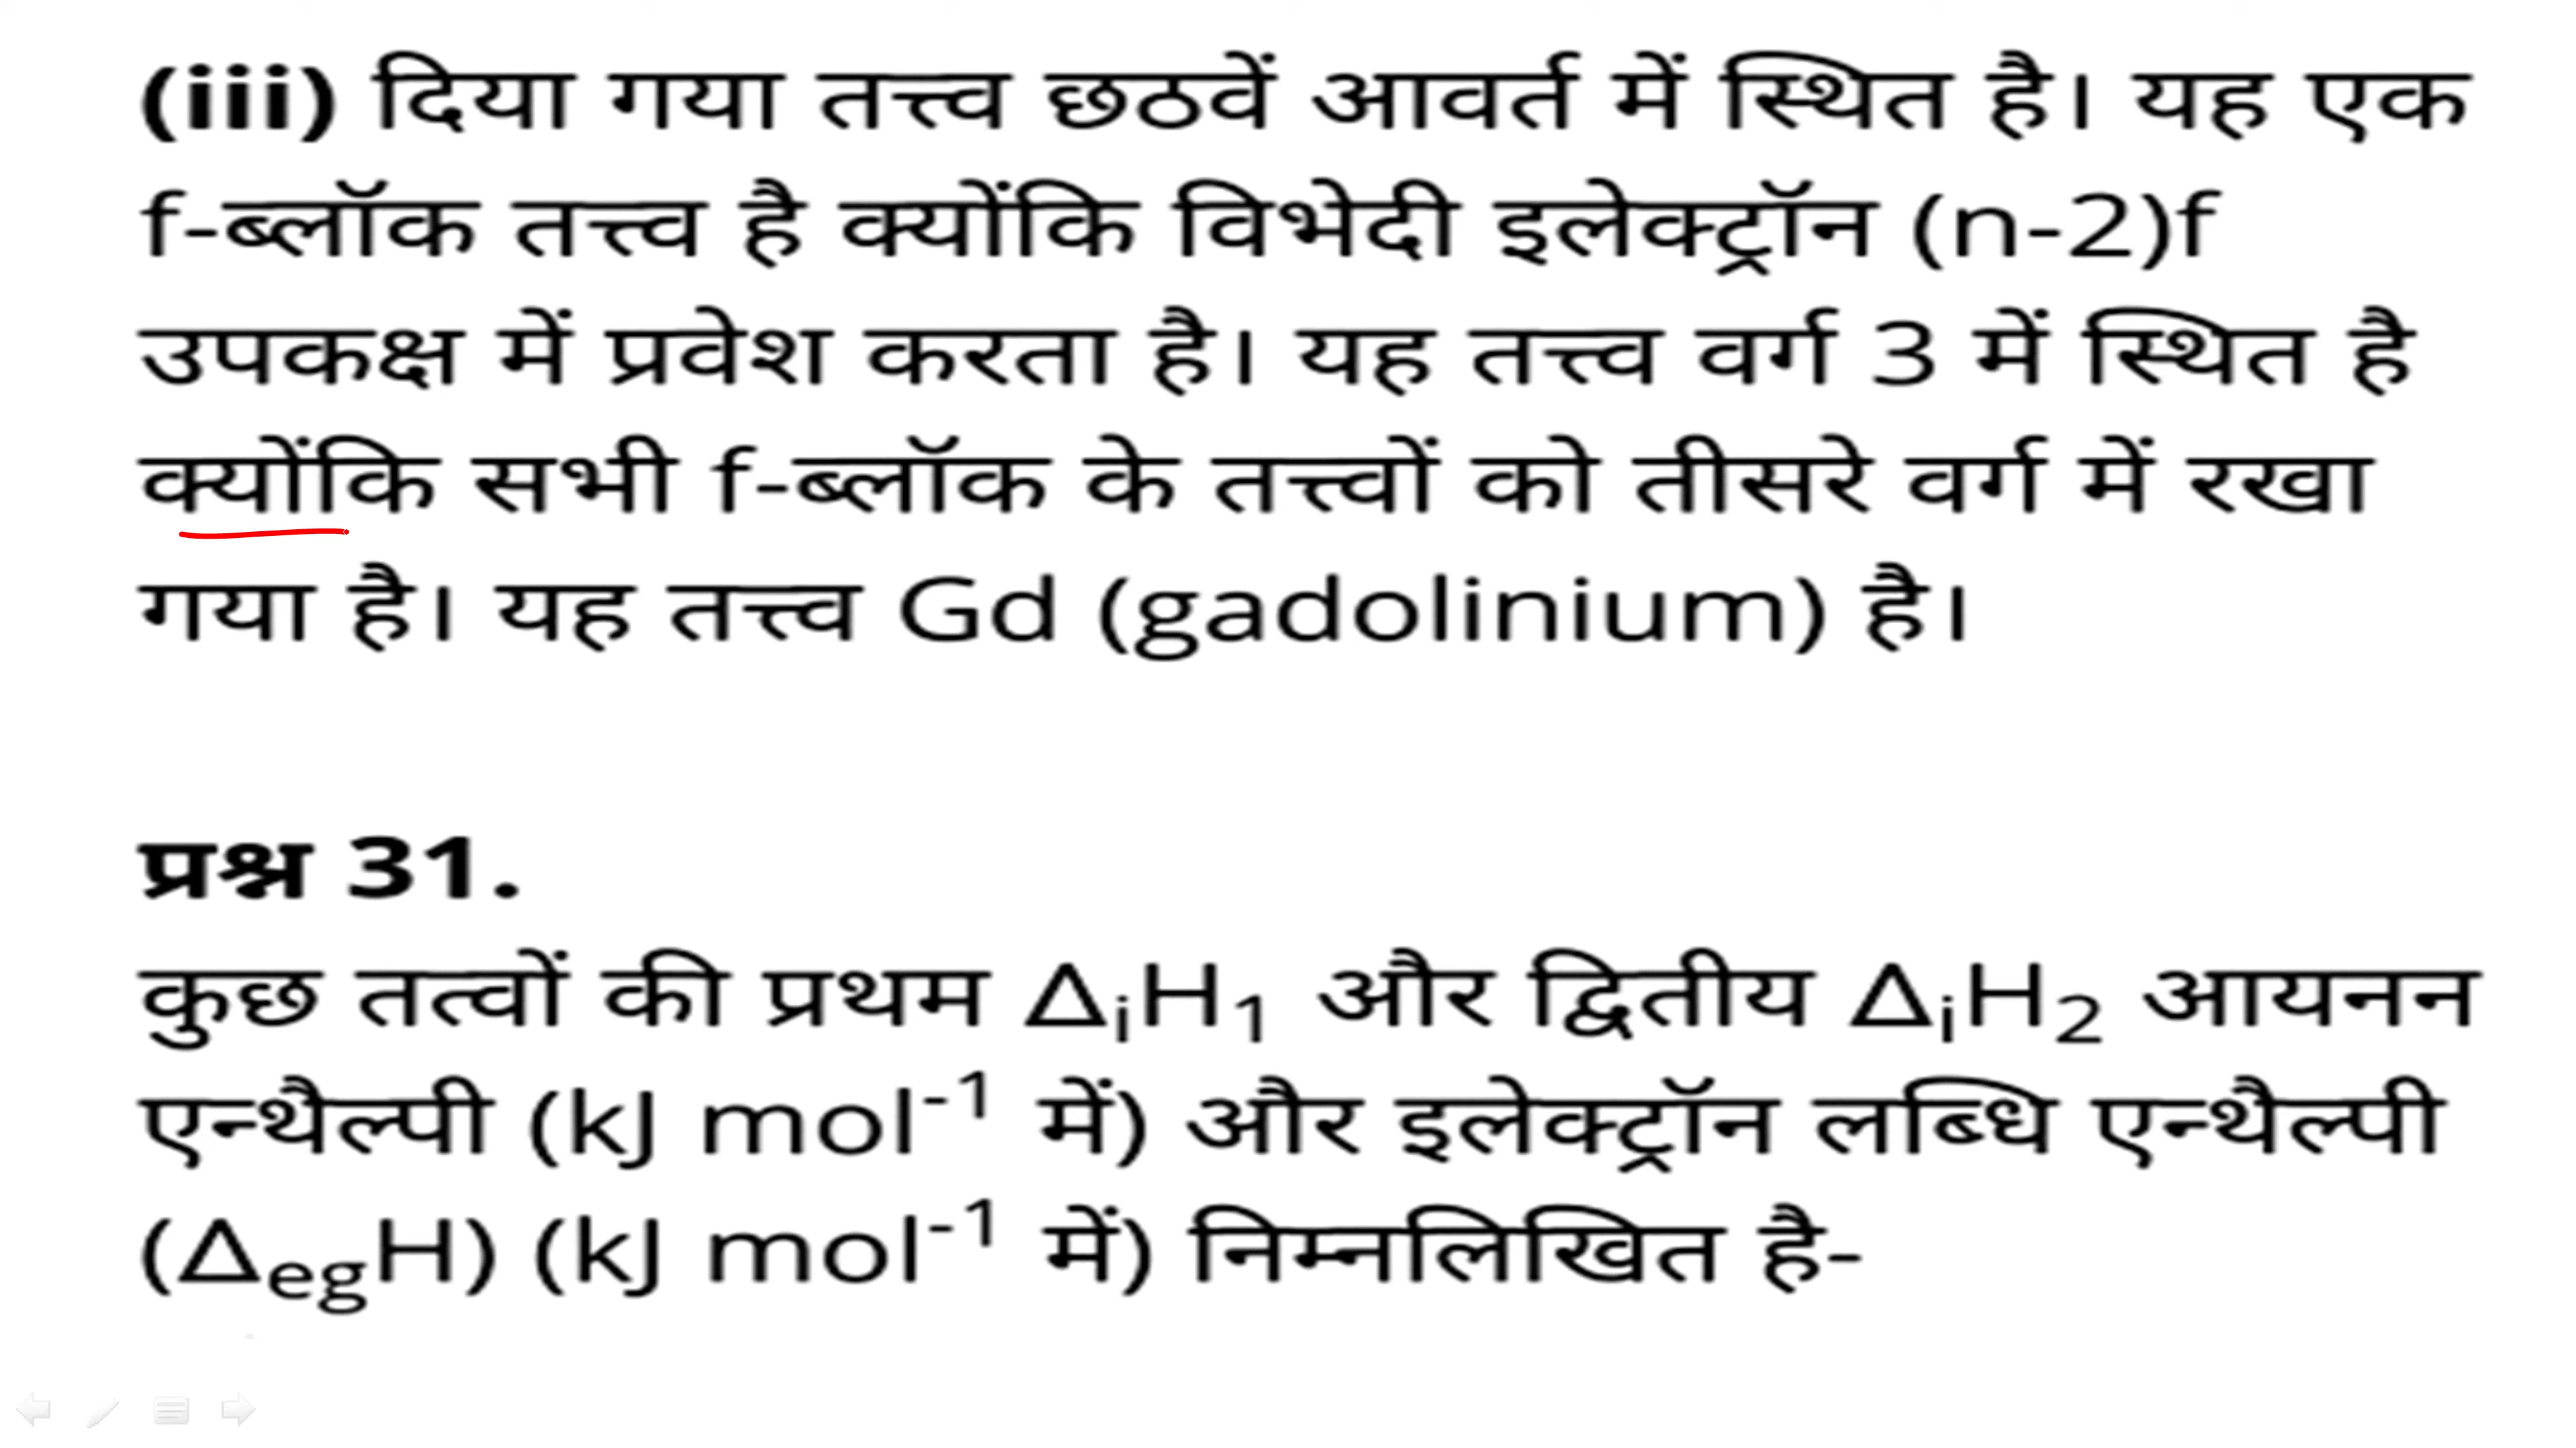 (iii) दिया गया तत्त्व छठवें आवर्त में स्थित है। यह एक
f-ब्लॉक तत्त्व है क्योंकि विभेदी इलेक्ट्रॉन (n-2)f
उपकक्ष में प्रवेश करता है। यह तत्त्व वर्ग 3 में स्थित है
क्योंकि सभी f-ब्लॉक के तत्त्वों को तीसरे वर्ग में रखा
गया है। यह तत्त्व Gd (gadolinium) है।
प्रश्न 31.
कुछ तत्वों की प्रथम ΔᵢH₁ और द्वितीय ΔᵢH₂ आयनन
एन्थैल्पी (kJ mol⁻¹ में) और इलेक्ट्रॉन लब्धि एन्थैल्पी
(ΔegH) (kJ mol⁻¹ में) निम्नलिखित है-